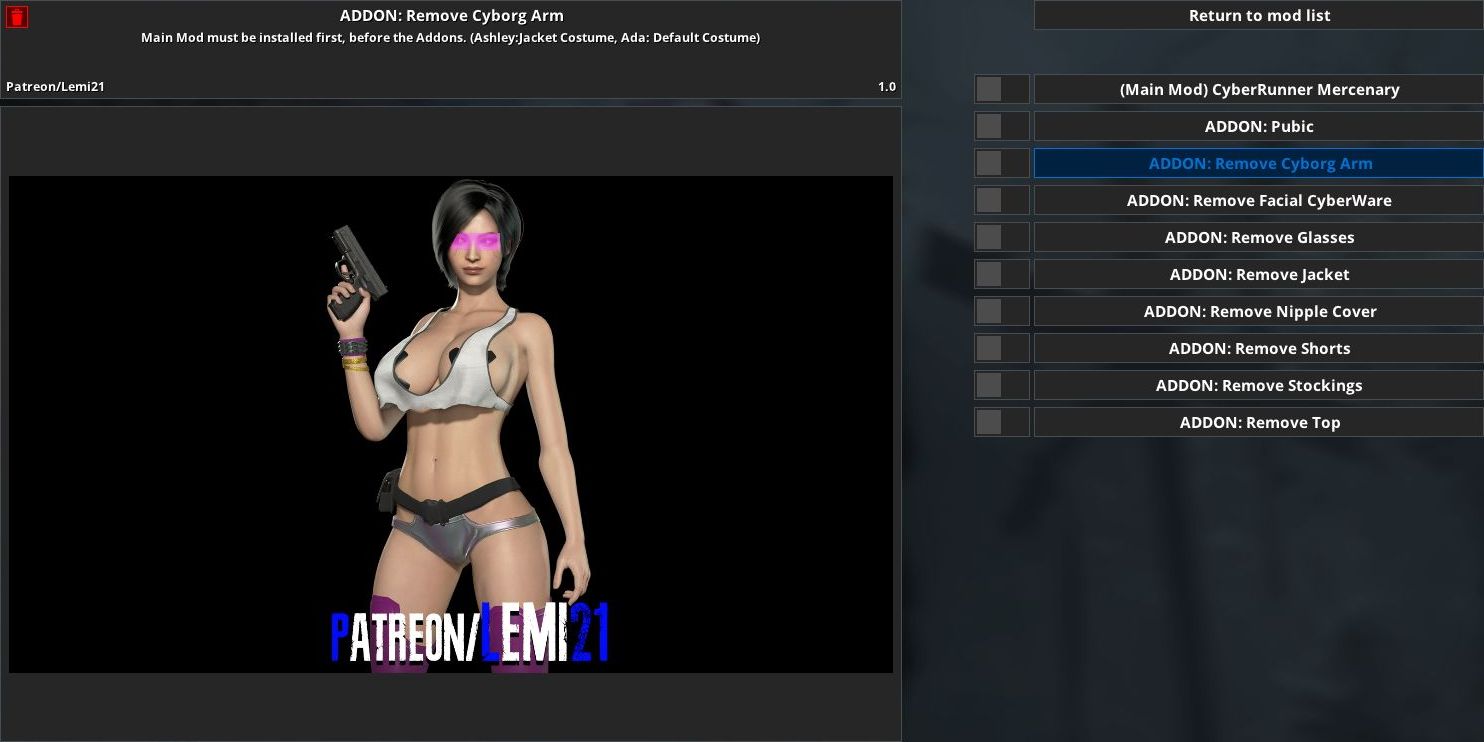 ADDON: Remove Cyborg Arm
Main Mod must be installed first, before the Addons. (Ashley:Jacket Costume, Ada: Default Costume)
Patreon/Lemi21
1.0
PATREON/LEMI21
Return to mod list
(Main Mod) CyberRunner Mercenary
ADDON: Pubic
ADDON: Remove Cyborg Arm
ADDON: Remove Facial CyberWare
ADDON: Remove Glasses
ADDON: Remove Jacket
ADDON: Remove Nipple Cover
ADDON: Remove Shorts
ADDON: Remove Stockings
ADDON: Remove Top